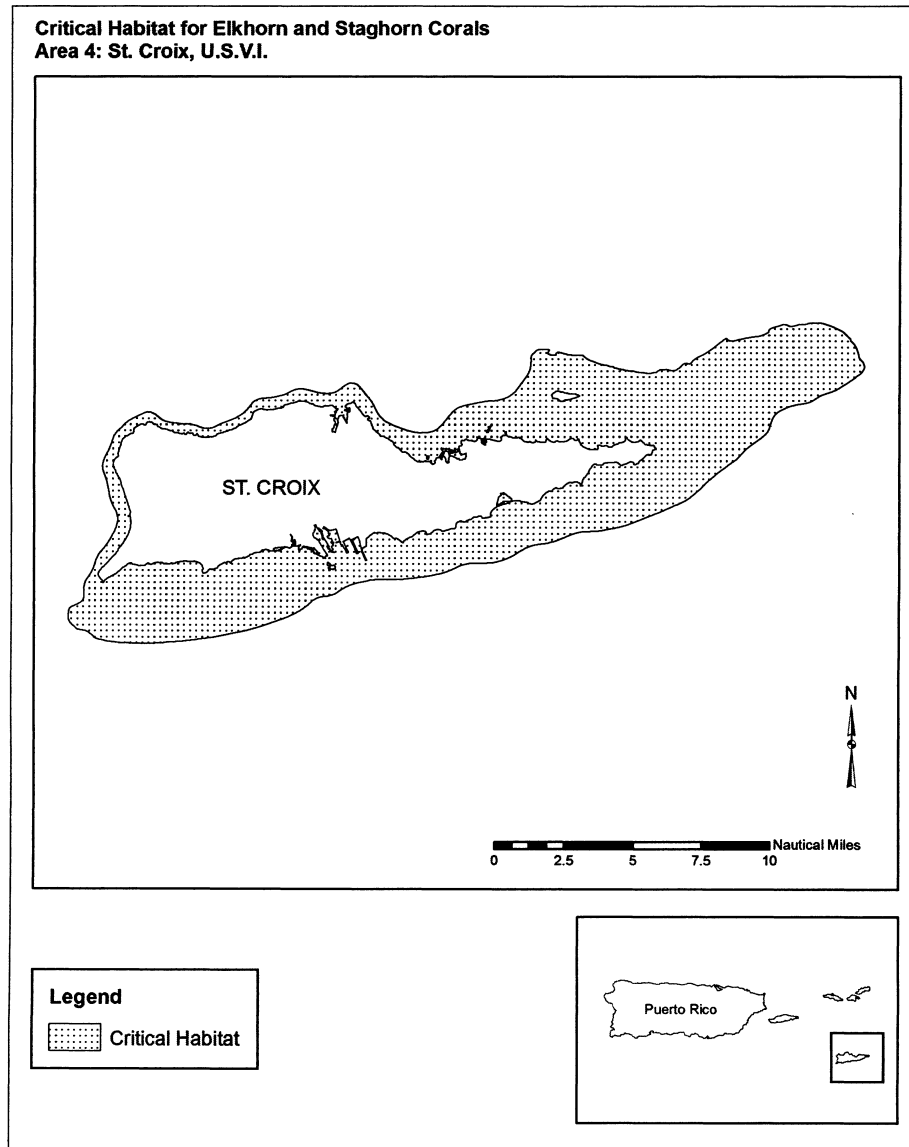 Critical Habitat for Elkhorn and Staghorn Corals
Area 4: St. Croix, U.S.V.I.
ST. CROIX
N
Nautical Miles
0 2.5 5 7.5 10
Legend
Critical Habitat
Puerto Rico